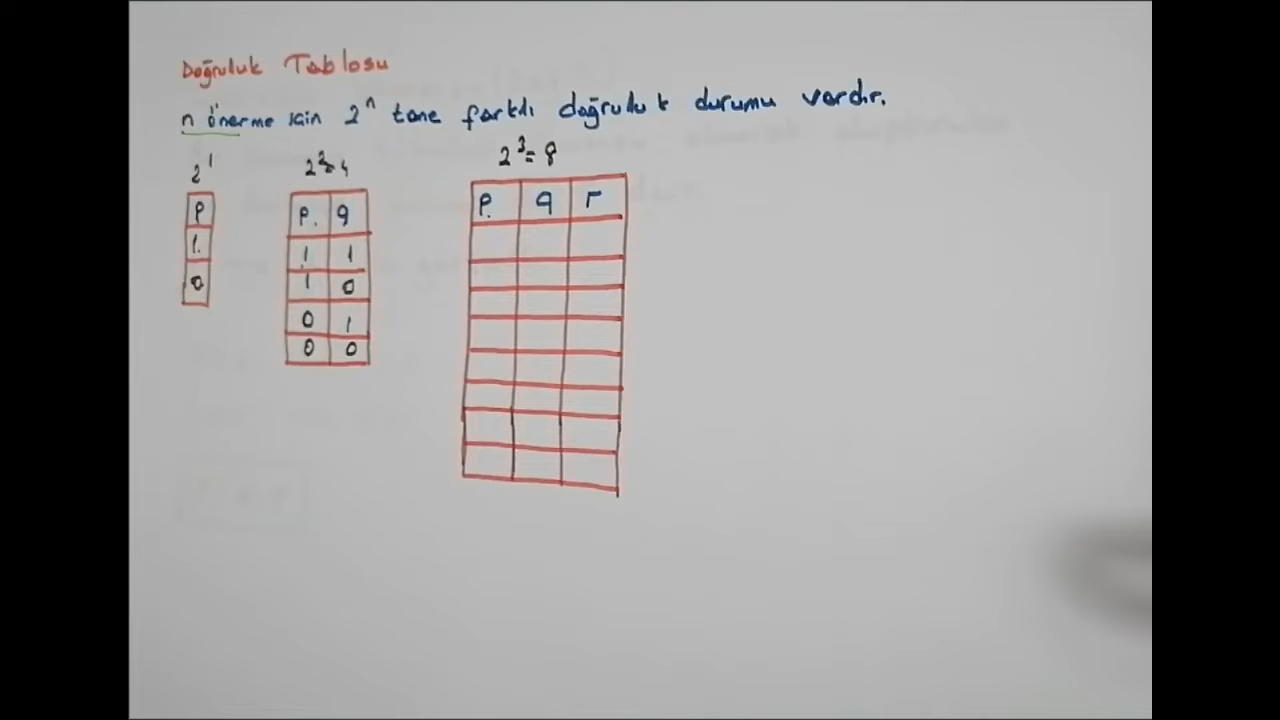 Doğruluk Tablosu
n önerme için 2ⁿ tane farklı doğruluk durumu vardır.
2¹ 2²=4 2³=8
p p. q p. q r
1. 1 1
0 1 0
0 1
0 0